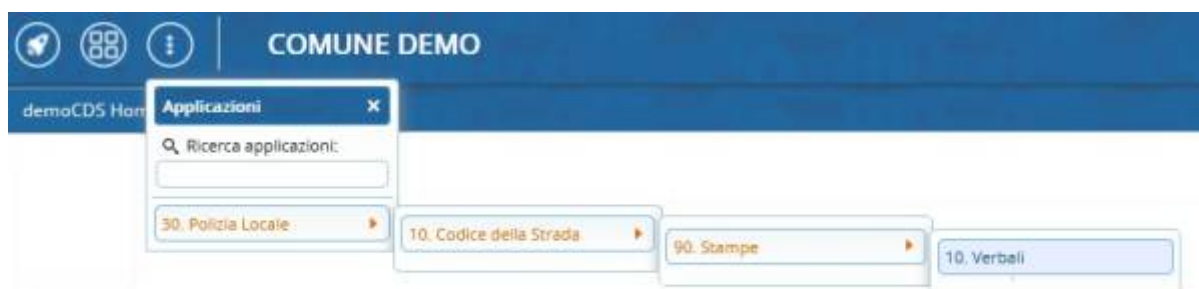 COMUNE DEMO
demoCDS Hom
Applicazioni
Ricerca applicazioni:
30. Polizia Locale
10. Codice della Strada
90. Stampe
10. Verbali